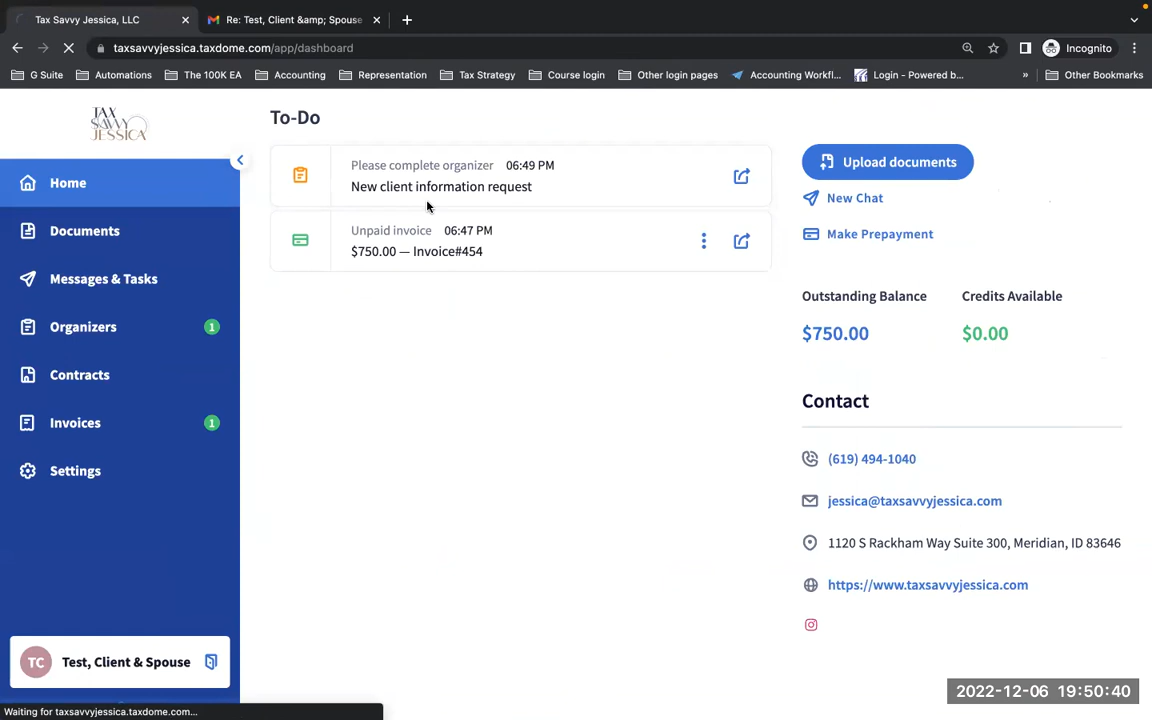 Tax Savvy Jessica, LLC
Re: Test, Client &amp; Spouse
taxsavvyjessica.taxdome.com/app/dashboard
Incognito
G Suite
Automations
The 100K EA
Accounting
Representation
Tax Strategy
Course login
Other login pages
Accounting Workfl...
Login - Powered b...
»
Other Bookmarks
TAX
SAVVY
JESSICA
Home
Documents
Messages & Tasks
Organizers 1
Contracts
Invoices 1
Settings
TC Test, Client & Spouse
Waiting for taxsavvyjessica.taxdome.com...
To-Do
Please complete organizer 06:49 PM
New client information request
Unpaid invoice 06:47 PM
$750.00 — Invoice#454
Upload documents
New Chat
Make Prepayment
Outstanding Balance Credits Available
$750.00 $0.00
Contact
(619) 494-1040
jessica@taxsavvyjessica.com
1120 S Rackham Way Suite 300, Meridian, ID 83646
https://www.taxsavvyjessica.com
2022-12-06 19:50:40